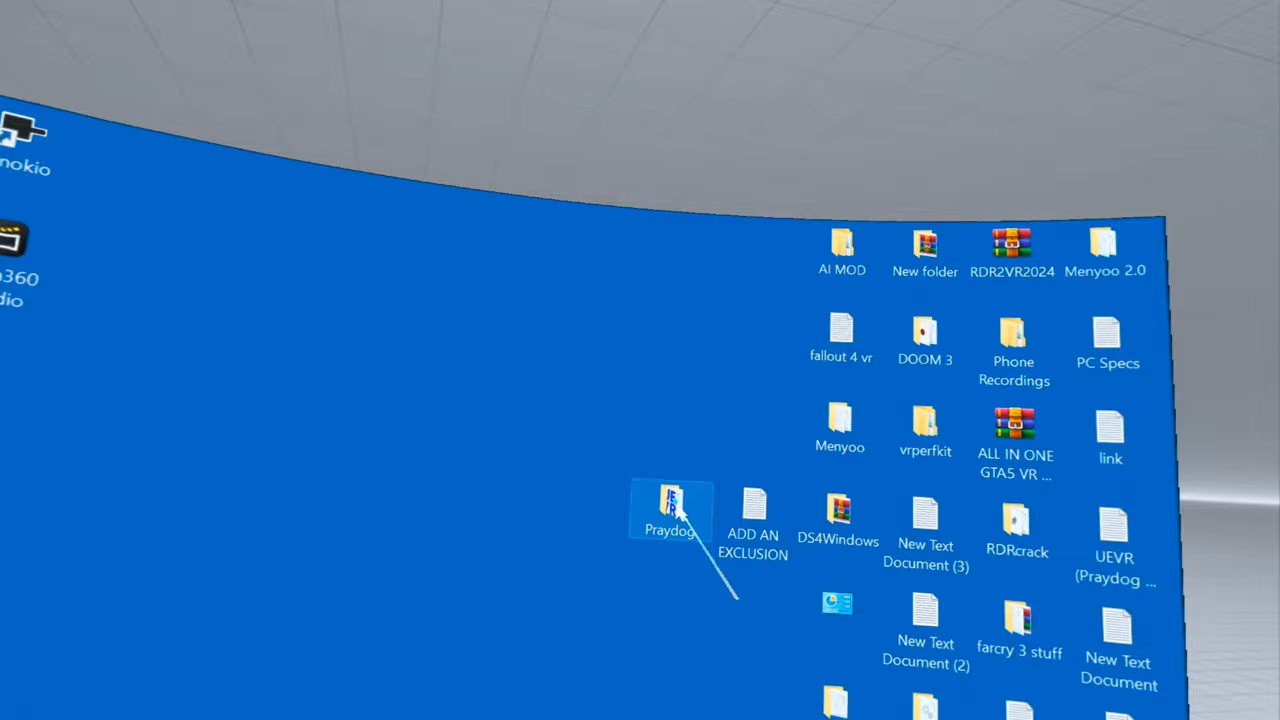 nokio
360
dio
AI MOD
New folder
RDR2VR2024
Menyoo 2.0
fallout 4 vr
DOOM 3
Phone
Recordings
PC Specs
Menyoo
vrperfkit
ALL IN ONE
GTA5 VR ...
link
Praydog
ADD AN
EXCLUSION
DS4Windows
New Text
Document (3)
RDRcrack
UEVR
(Praydog ...
New Text
Document (2)
farcry 3 stuff
New Text
Document